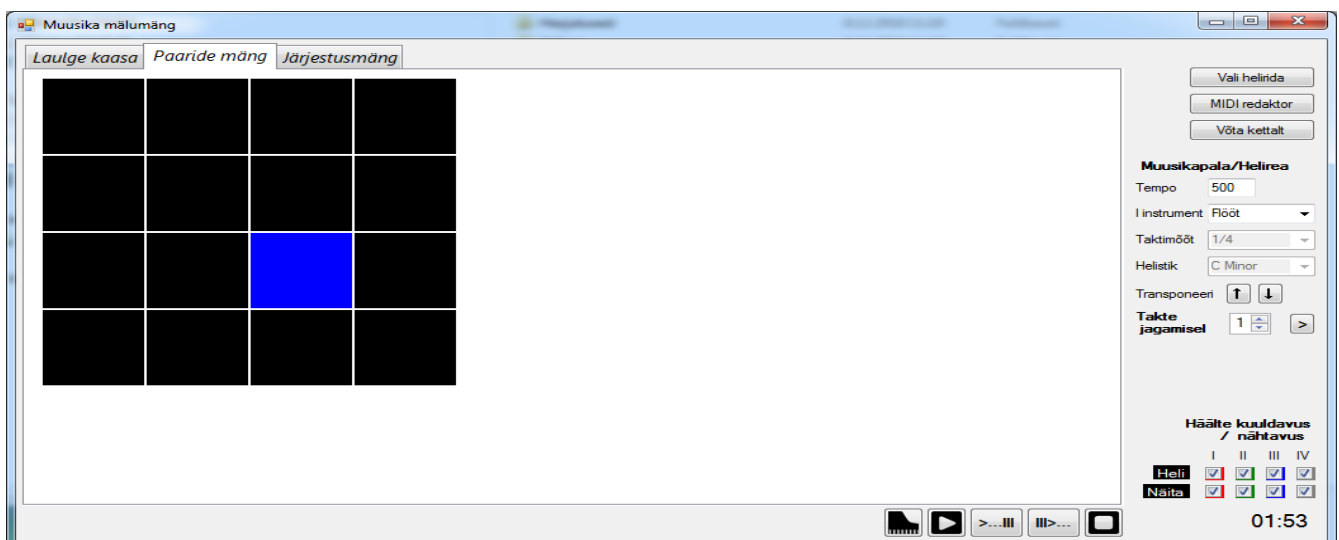 Muusika mälumäng
Laulge kaasa Paaride mäng Järjestusmäng
Vali helirida
MIDI redaktor
Võta kettalt
Muusikapala/Helirea
Tempo 500
I instrument Flööt
Taktimõõt 1/4
Helistik C Minor
Transponeeri ↑ ↓
Takte
jagamisel 1 >
Häälte kuuldavus
/ nähtavus
I II III IV
Heli
Näita
>...III III>...
01:53